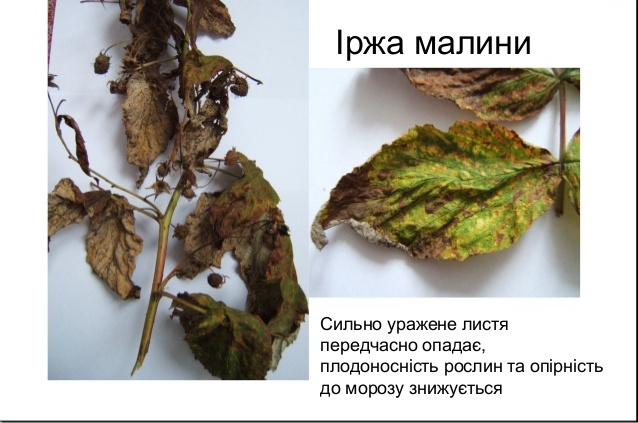 Іржа малини
Сильно уражене листя
передчасно опадає,
плодоносність рослин та опірність
до морозу знижується